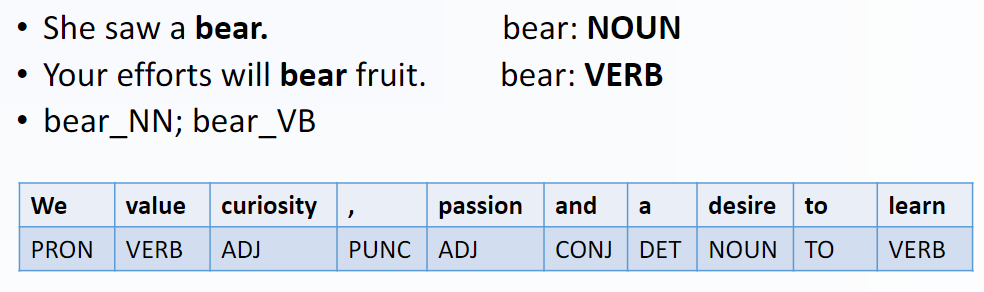 • She saw a bear. bear: NOUN
• Your efforts will bear fruit. bear: VERB
• bear_NN; bear_VB
We value curiosity , passion and a desire to learn
PRON VERB ADJ PUNC ADJ CONJ DET NOUN TO VERB